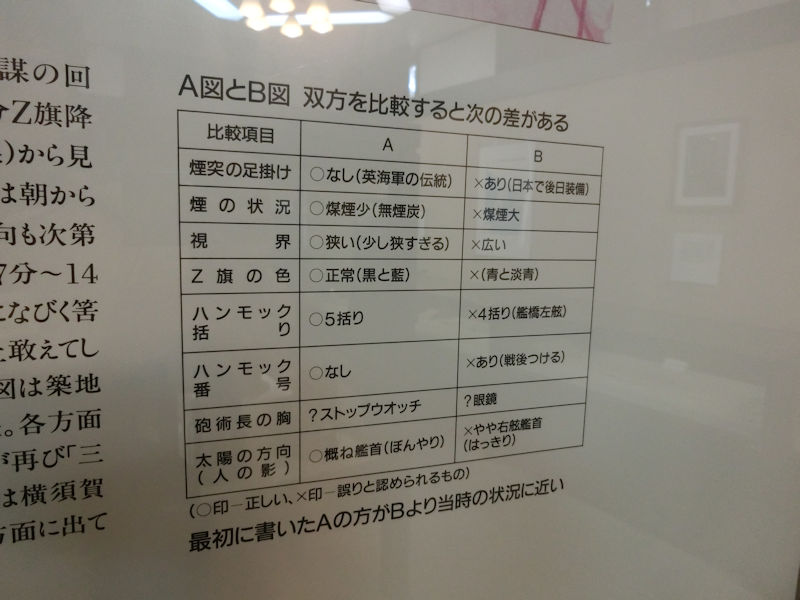 謀の回
Z旗降
から見
は朝から
向も次第
7分～14
なびく筈
敢えてし
図は築地
。各方面
再び「三
は横須賀
方面に出て
A図とB図 双方を比較すると次の差がある
比較項目 A B
煙突の足掛け ○なし(英海軍の伝統) ×あり(日本で後日装備)
煙の状況 ○煤煙少(無煙炭) ×煤煙大
視界 ○狭い(少し狭すぎる) ×広い
Z旗の色 ○正常(黒と藍) ×(青と淡青)
ハンモック
括り ○5括り ×4括り(艦橋左舷)
ハンモック
番号 ○なし ×あり(戦後つける)
砲術長の胸 ?ストップウオッチ ?眼鏡
太陽の方向
(人の影) ○概ね艦首(ぼんやり) ×やや右舷艦首
(はっきり)
(○印―正しい、×印―誤りと認められるもの)
最初に書いたAの方がBより当時の状況に近い